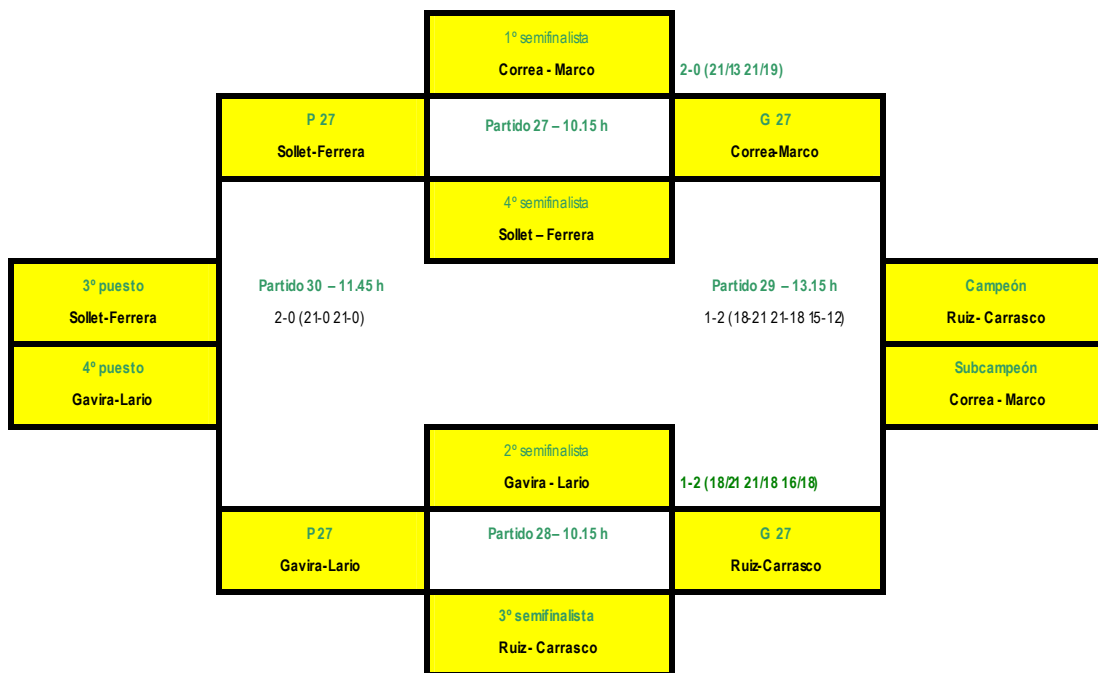 1º semifinalista
Correa - Marco
2-0 (21/13 21/19)
P 27
Sollet-Ferrera
Partido 27 – 10.15 h
G 27
Correa-Marco
4º semifinalista
Sollet – Ferrera
3º puesto
Sollet-Ferrera
Partido 30 – 11.45 h
2-0 (21-0 21-0)
Partido 29 – 13.15 h
1-2 (18-21 21-18 15-12)
Campeón
Ruiz- Carrasco
4º puesto
Gavira-Lario
Subcampeón
Correa - Marco
2º semifinalista
Gavira - Lario
1-2 (18/21 21/18 16/18)
P 27
Gavira-Lario
Partido 28– 10.15 h
G 27
Ruiz-Carrasco
3º semifinalista
Ruiz- Carrasco